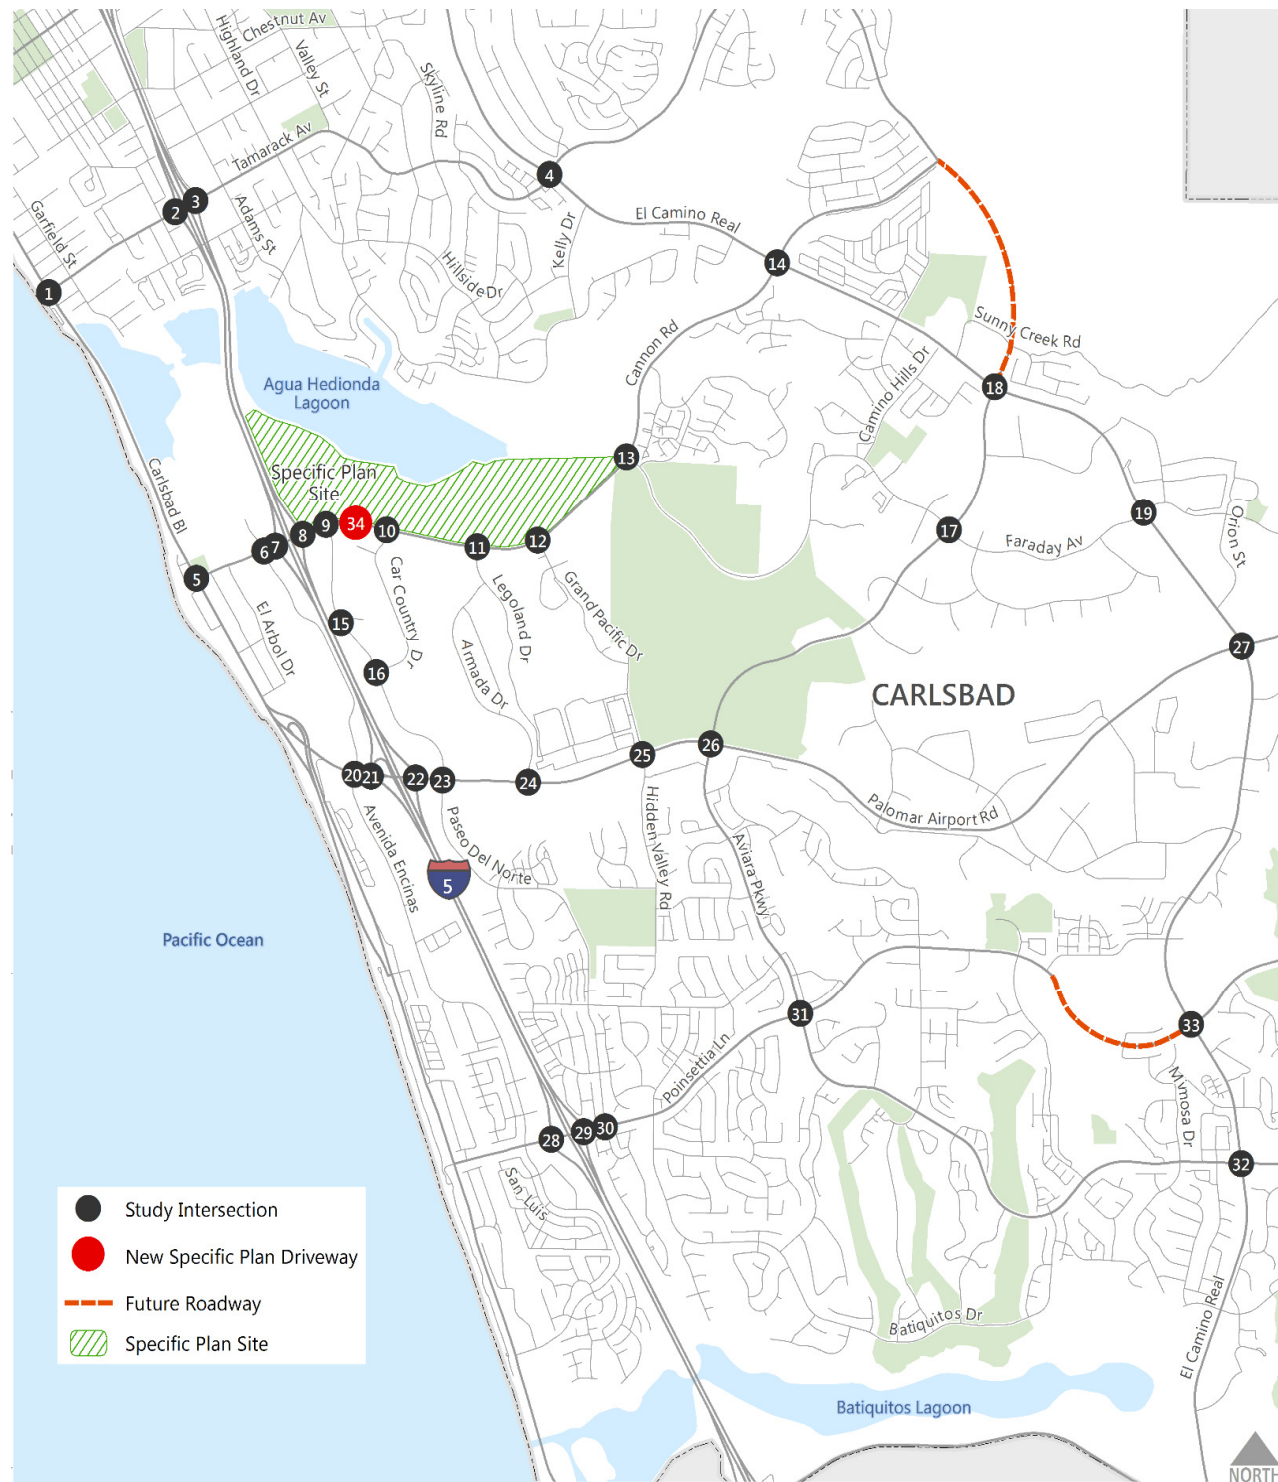 Chestnut Av
Highland Dr
Valley St
Skyline Rd
Tamarack Av
4
3
2
Garfield St
Adams St
Kelly Dr
El Camino Real
Hillside Dr
14
1
Sunny Creek Rd
Cannon Rd
Camino Hills Dr
Agua Hedionda
Lagoon
18
13
Carlsbad Bl
Specific Plan
Site
9
34
10
8
7
6
11
12
17
19
Orion St
Faraday Av
5
El Arbol Dr
Car Country Dr
Legoland Dr
Grand Pacific Dr
Armada Dr
15
16
27
CARLSBAD
26
25
20
21
22
23
24
Avenida Encinas
Paseo Del Norte
Hidden Valley Rd
Aviara Pkwy
Palomar Airport Rd
5
Pacific Ocean
31
33
Poinsettia Ln
Mimosa Dr
28
29
30
32
San Luis
Study Intersection
New Specific Plan Driveway
Future Roadway
Specific Plan Site
Batiquitos Dr
El Camino Real
Batiquitos Lagoon
NORTH